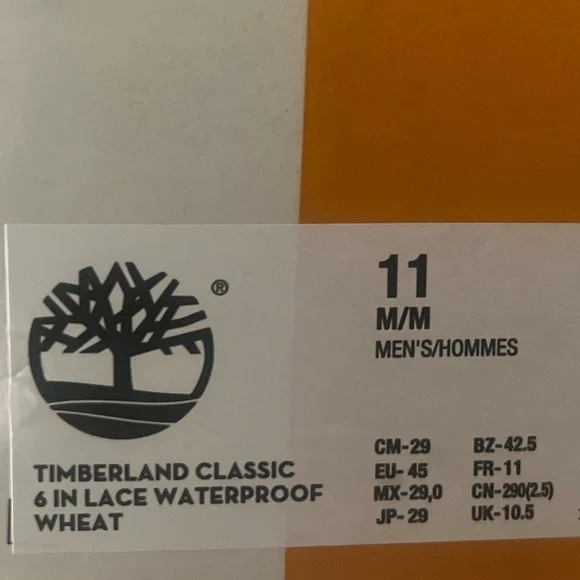 ®
11
M/M
MEN'S/HOMMES
CM-29 BZ-42.5
EU-45 FR-11
MX-29,0 CN-290(2.5)
JP-29 UK-10.5
TIMBERLAND CLASSIC
6 IN LACE WATERPROOF
WHEAT